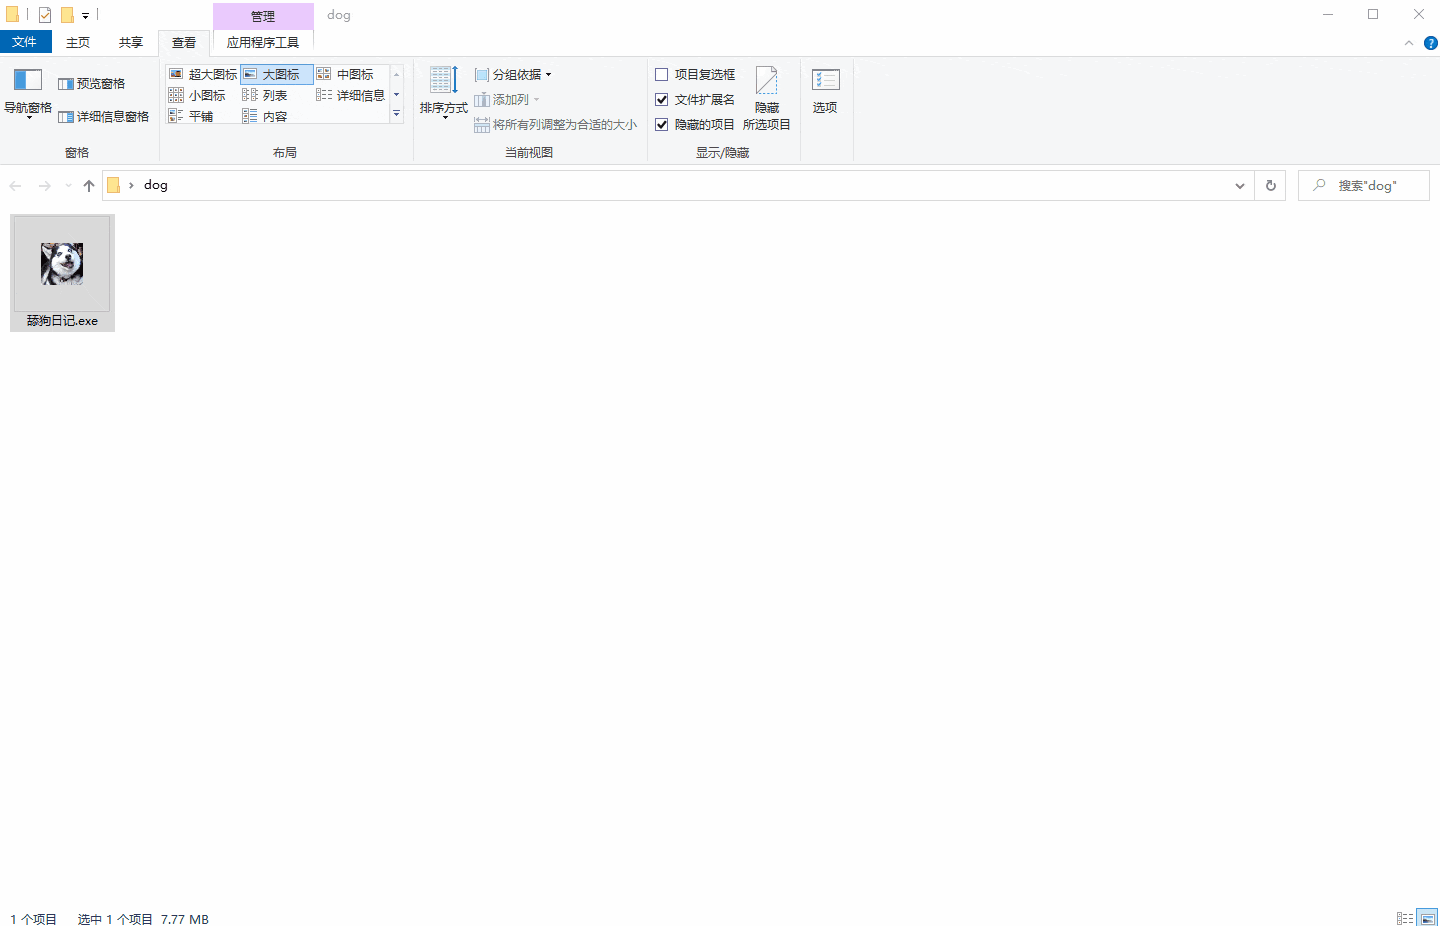 管理
dog
文件
主页
共享
查看
应用程序工具
导航窗格
预览窗格
详细信息窗格
窗格
超大图标
大图标
中图标
小图标
列表
详细信息
平铺
内容
布局
排序方式
分组依据
添加列
将所有列调整为合适的大小
当前视图
项目复选框
文件扩展名
隐藏的项目
隐藏
所选项目
显示/隐藏
选项
dog
搜索"dog"
舔狗日记.exe
1 个项目
选中 1 个项目 7.77 MB